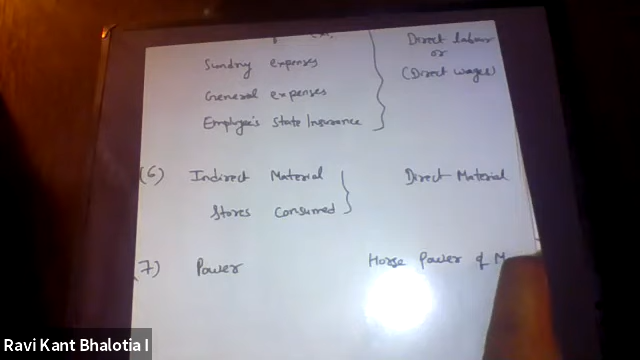 Sundry expenses
General expenses
Employee's State Insurance
Direct labour
or
(Direct wages)
(6) Indirect Material Direct Material
Stores Consumed
(7) Power Horse Power of M
Ravi Kant Bhalotia I